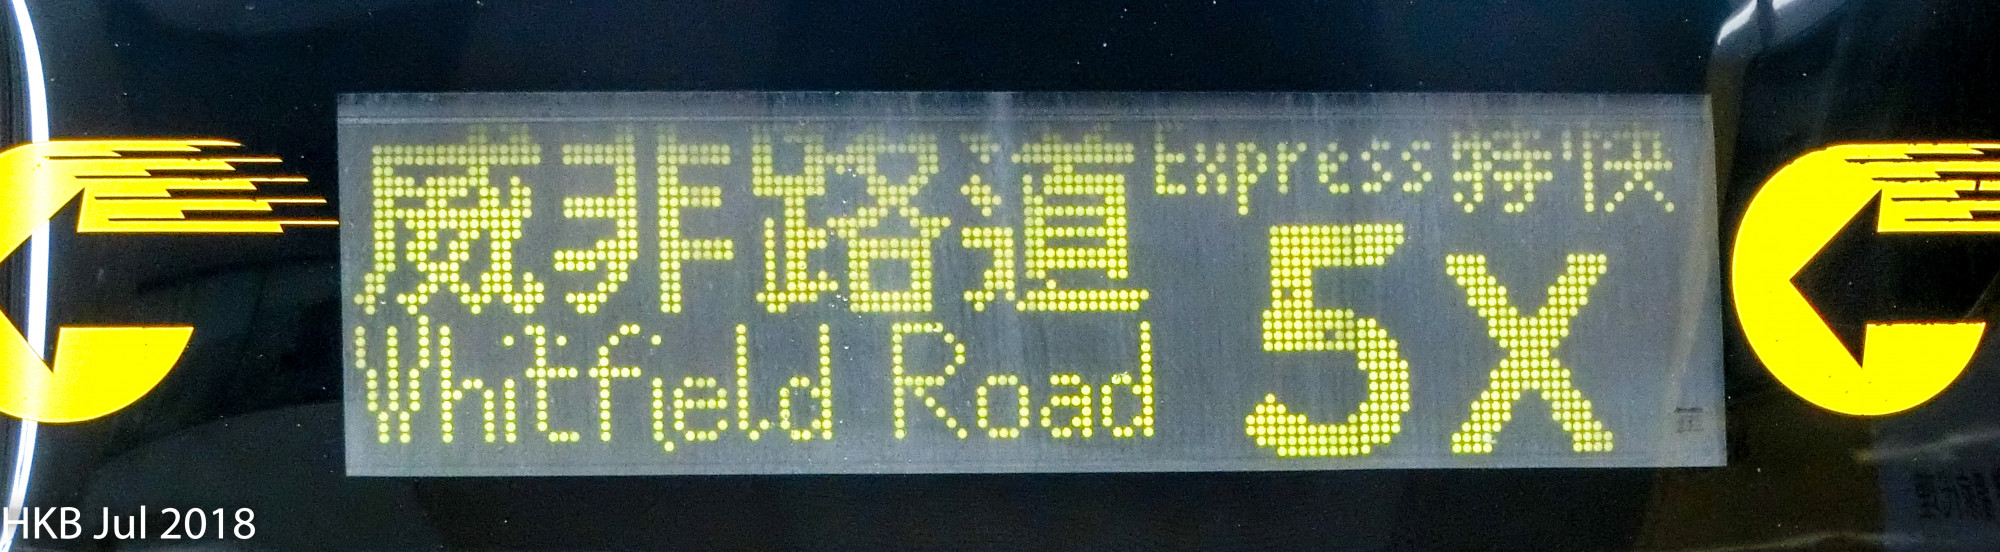 威非路道 Express 特快
Whitfield Road 5X
HKB Jul 2018